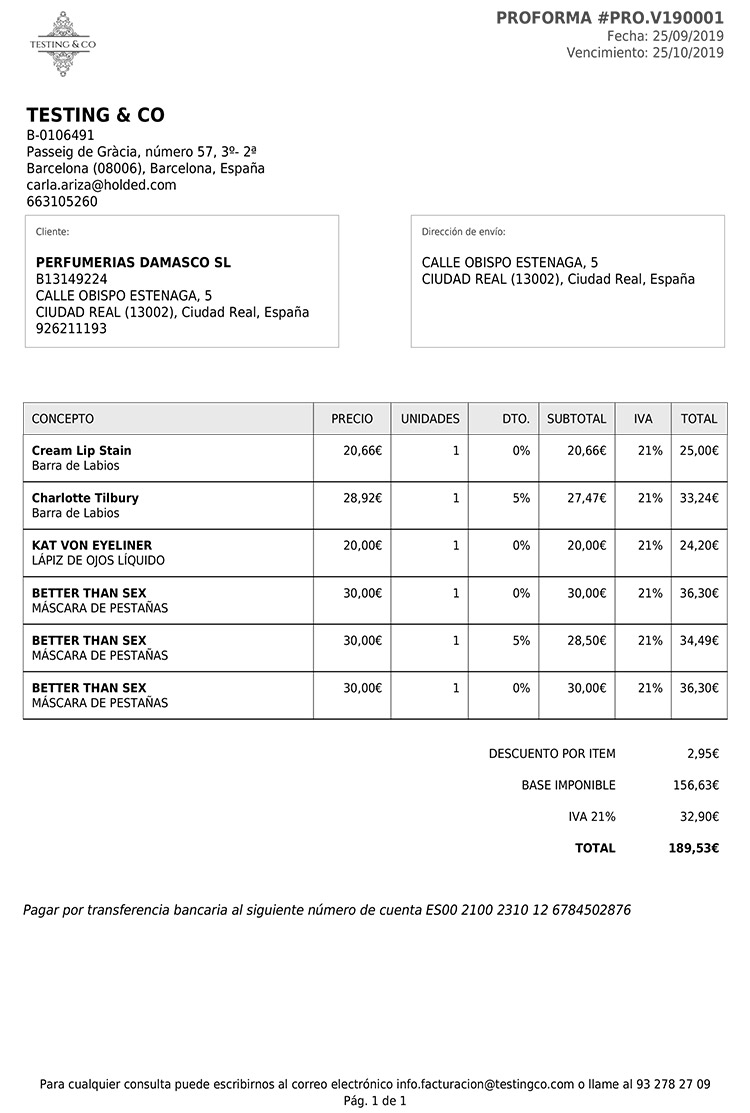 TESTING & CO
PROFORMA #PRO.V190001
Fecha: 25/09/2019
Vencimiento: 25/10/2019
TESTING & CO
B-0106491
Passeig de Gràcia, número 57, 3º- 2ª
Barcelona (08006), Barcelona, España
carla.ariza@holded.com
663105260
Cliente:
PERFUMERIAS DAMASCO SL
B13149224
CALLE OBISPO ESTENAGA, 5
CIUDAD REAL (13002), Ciudad Real, España
926211193
Dirección de envío:
CALLE OBISPO ESTENAGA, 5
CIUDAD REAL (13002), Ciudad Real, España
CONCEPTO PRECIO UNIDADES DTO. SUBTOTAL IVA TOTAL
Cream Lip Stain 20,66€ 1 0% 20,66€ 21% 25,00€
Barra de Labios
Charlotte Tilbury 28,92€ 1 5% 27,47€ 21% 33,24€
Barra de Labios
KAT VON EYELINER 20,00€ 1 0% 20,00€ 21% 24,20€
LÁPIZ DE OJOS LÍQUIDO
BETTER THAN SEX 30,00€ 1 0% 30,00€ 21% 36,30€
MÁSCARA DE PESTAÑAS
BETTER THAN SEX 30,00€ 1 5% 28,50€ 21% 34,49€
MÁSCARA DE PESTAÑAS
BETTER THAN SEX 30,00€ 1 0% 30,00€ 21% 36,30€
MÁSCARA DE PESTAÑAS
DESCUENTO POR ITEM 2,95€
BASE IMPONIBLE 156,63€
IVA 21% 32,90€
TOTAL 189,53€
Pagar por transferencia bancaria al siguiente número de cuenta ES00 2100 2310 12 6784502876
Para cualquier consulta puede escribirnos al correo electrónico info.facturacion@testingco.com o llame al 93 278 27 09
Pág. 1 de 1